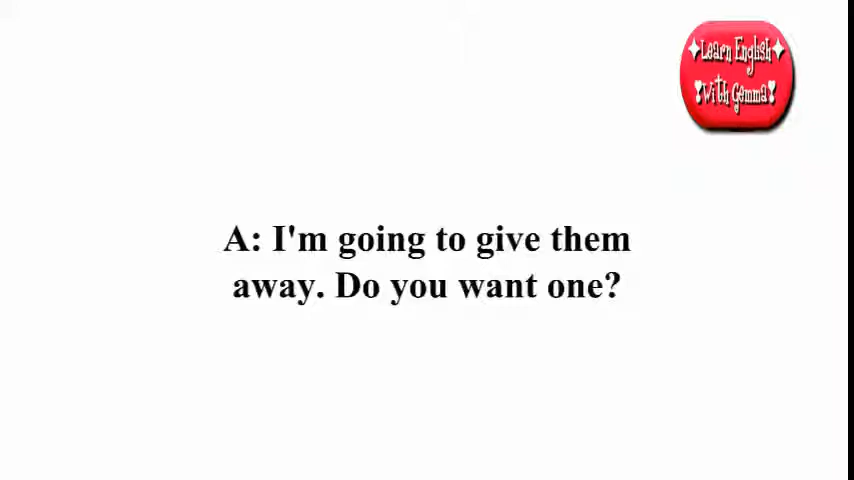 ✦Learn English✦
❣With Gemma❣
A: I'm going to give them
away. Do you want one?